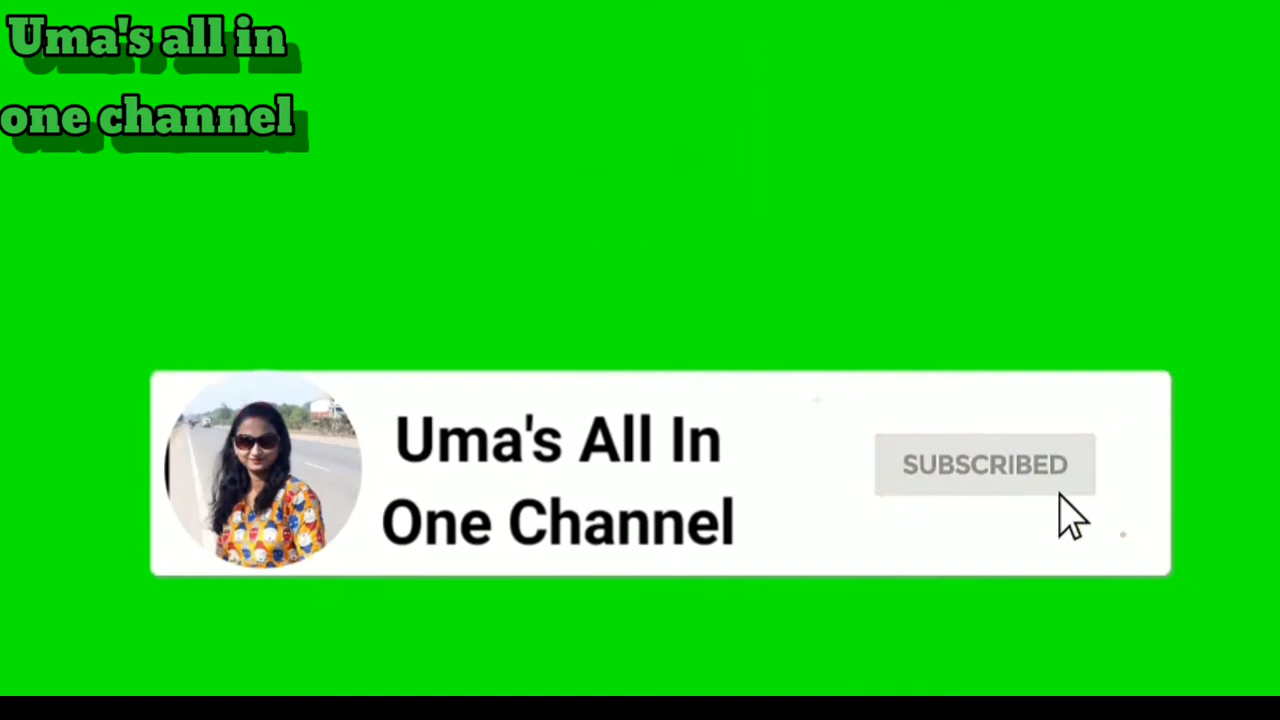 Uma's all in
one channel
Uma's All In
One Channel
SUBSCRIBED